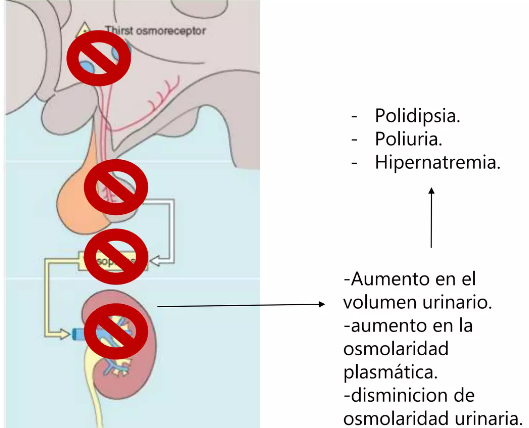 Thirst osmoreceptor
- Polidipsia.
- Poliuria.
- Hipernatremia.
-Aumento en el
volumen urinario.
-aumento en la
osmolaridad
plasmática.
-disminicion de
osmolaridad urinaria.